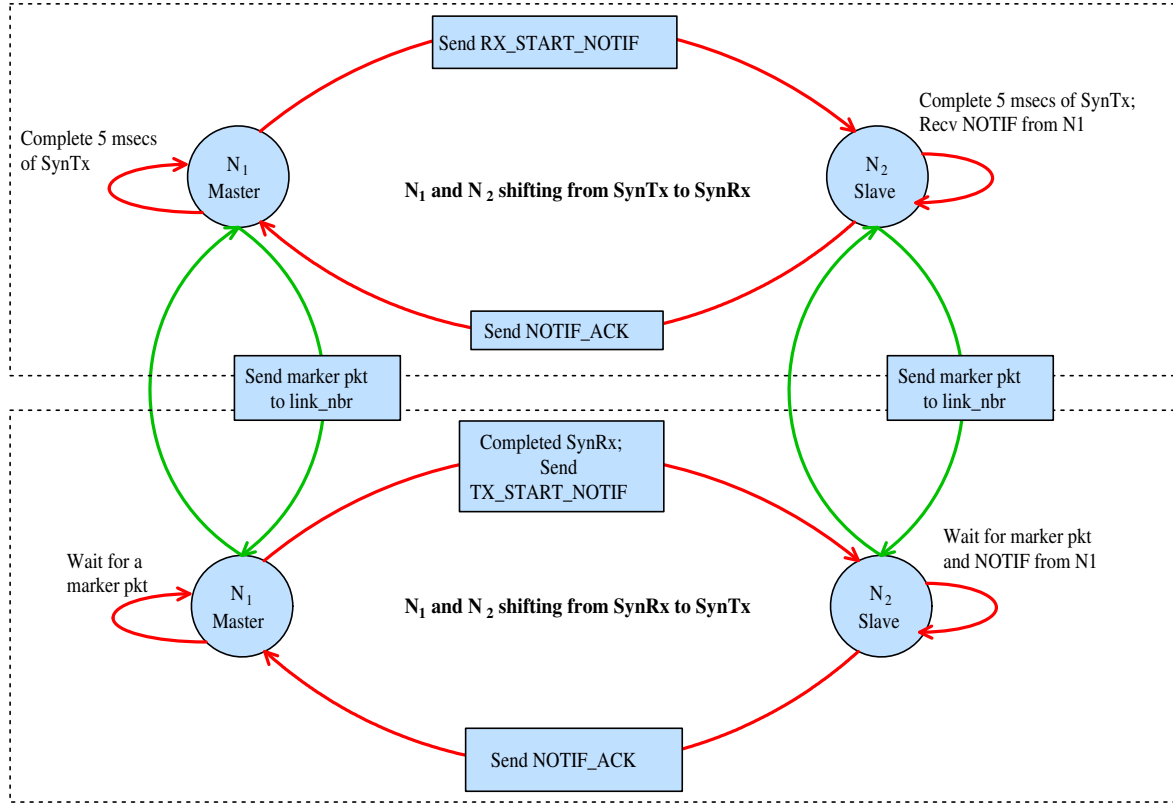 Send RX_START_NOTIF
Complete 5 msecs
of SynTx
N1
Master
N1 and N2 shifting from SynTx to SynRx
Complete 5 msecs of SynTx;
Recv NOTIF from N1
N2
Slave
Send NOTIF_ACK
Send marker pkt
to link_nbr
Send marker pkt
to link_nbr
Completed SynRx;
Send
TX_START_NOTIF
Wait for a
marker pkt
N1
Master
N1 and N2 shifting from SynRx to SynTx
Wait for marker pkt
and NOTIF from N1
N2
Slave
Send NOTIF_ACK